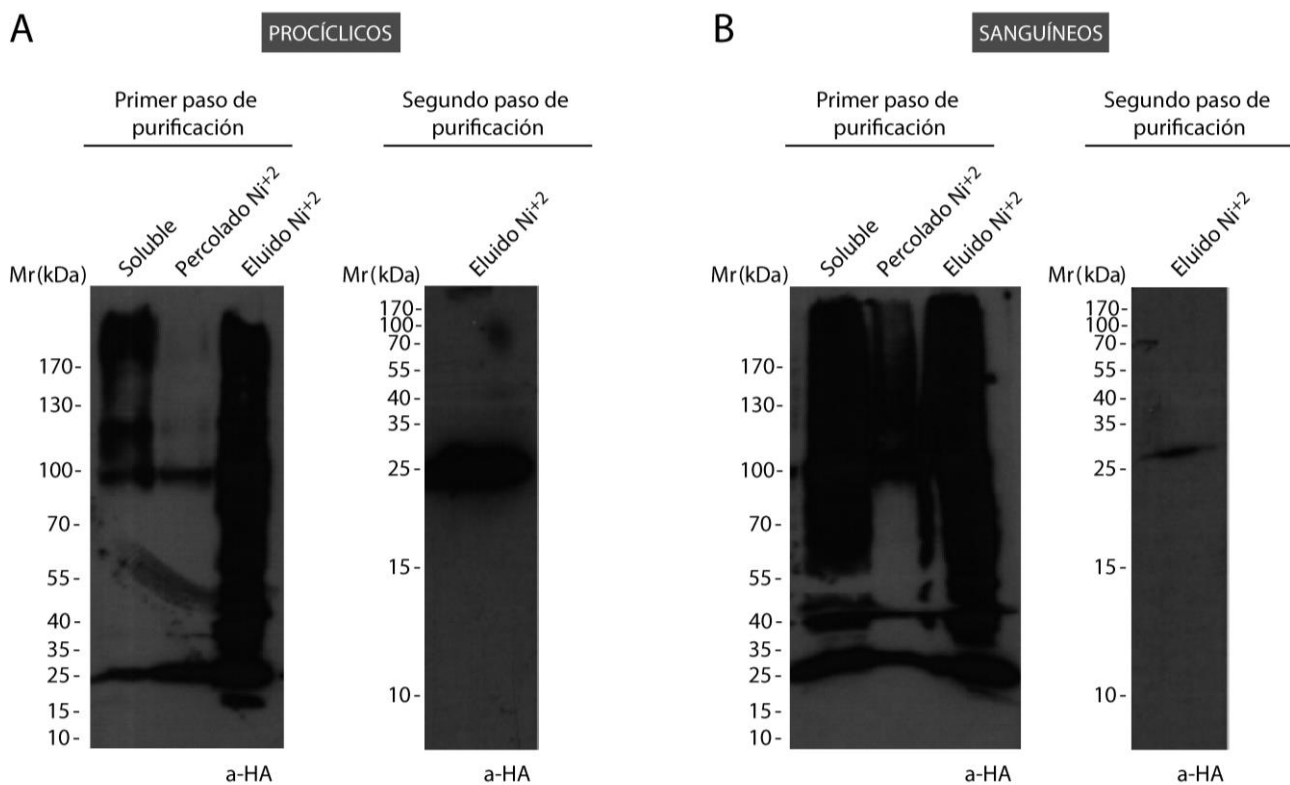 A
PROCÍCLICOS
Primer paso de
purificación
Segundo paso de
purificación
Soluble
Percolado Ni+2
Eluido Ni+2
Eluido Ni+2
Mr(kDa)
170-
130-
100-
70-
55-
40-
35-
25-
15-
10-
a-HA
Mr(kDa)
170-
100-
70-
55-
40-
35-
25-
15-
10-
a-HA
B
SANGUÍNEOS
Primer paso de
purificación
Segundo paso de
purificación
Soluble
Percolado Ni+2
Eluido Ni+2
Eluido Ni+2
Mr(kDa)
170-
130-
100-
70-
55-
40-
35-
25-
15-
10-
a-HA
Mr(kDa)
170-
100-
70-
55-
40-
35-
25-
15-
10-
a-HA